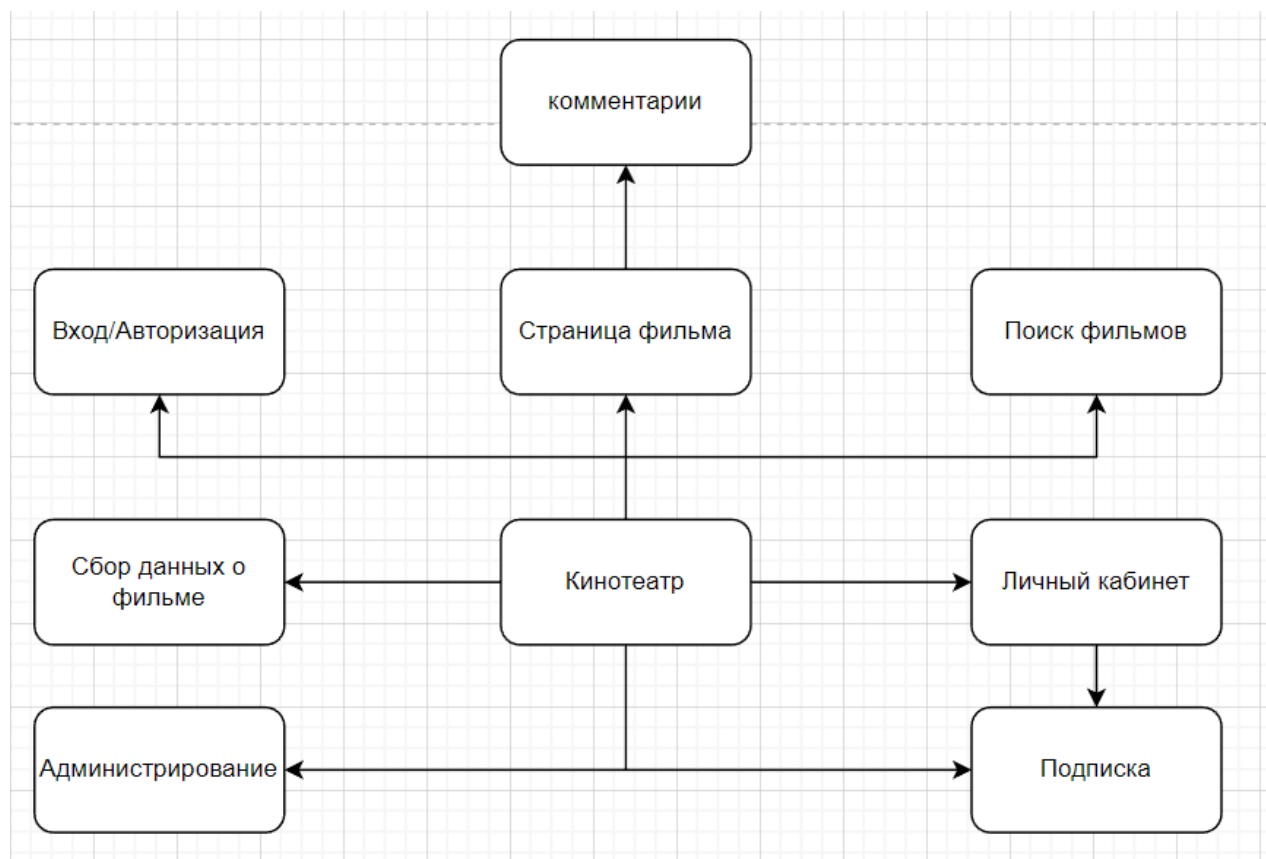 комментарии
Вход/Авторизация
Страница фильма
Поиск фильмов
Сбор данных о
фильме
Кинотеатр
Личный кабинет
Администрирование
Подписка